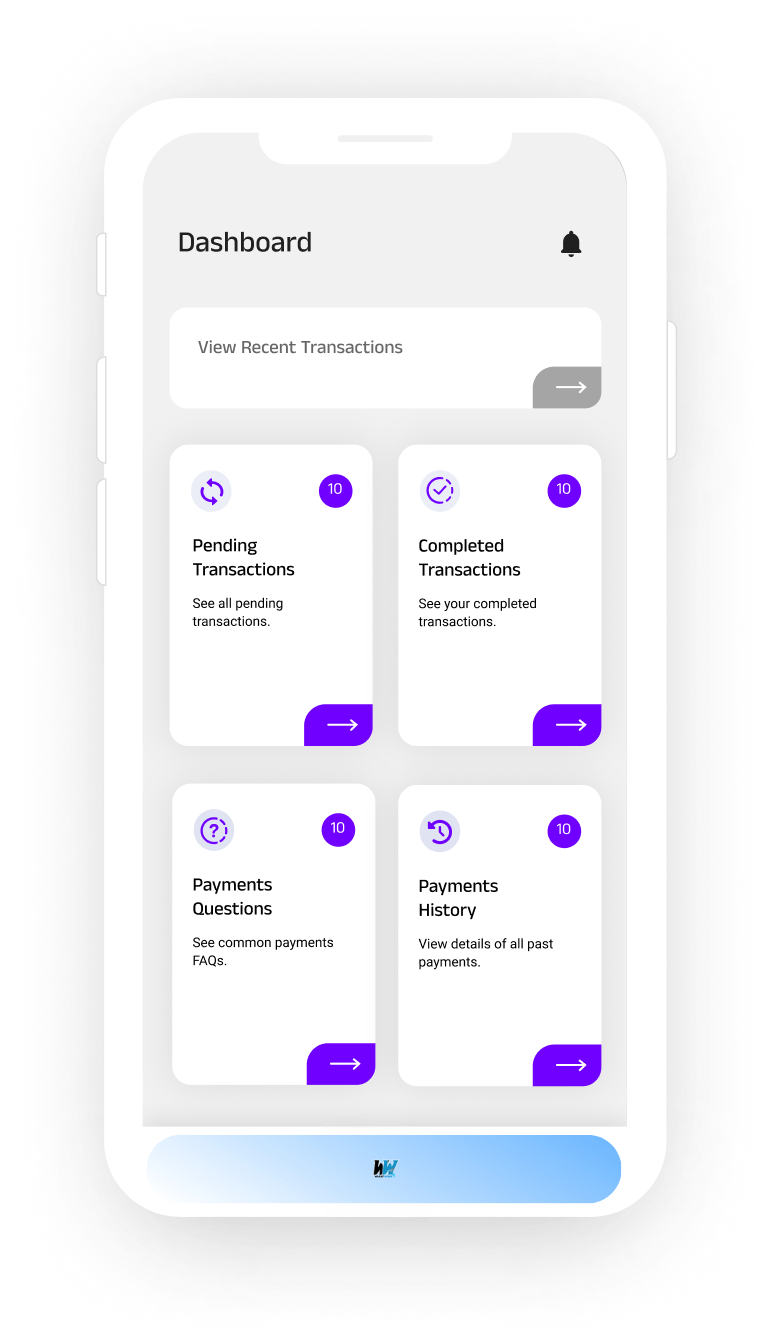 Dashboard
View Recent Transactions
10
Pending
Transactions
See all pending
transactions.
10
Completed
Transactions
See your completed
transactions.
10
Payments
Questions
See common payments
FAQs.
10
Payments
History
View details of all past
payments.